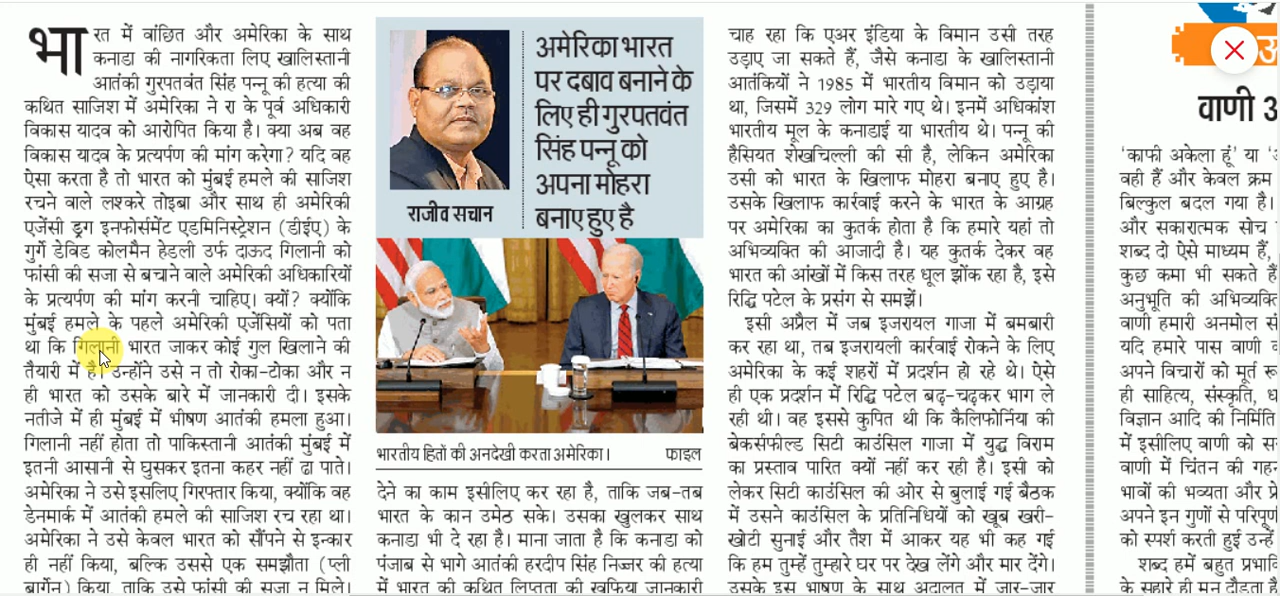 भारत में वांछित और अमेरिका के साथ
कनाडा की नागरिकता लिए खालिस्तानी
आतंकी गुरपतवंत सिंह पन्नू की हत्या की
कथित साजिश में अमेरिका ने रा के पूर्व अधिकारी
विकास यादव को आरोपित किया है। क्या अब वह
विकास यादव के प्रत्यर्पण की मांग करेगा? यदि वह
ऐसा करता है तो भारत को मुंबई हमले की साजिश
रचने वाले लश्करे तोइबा और साथ ही अमेरिकी
एजेंसी ड्रग इनफोर्समेंट एडमिनिस्ट्रेशन (डीईए) के
गुर्गे डेविड कोलमैन हेडली उर्फ दाऊद गिलानी को
फांसी की सजा से बचाने वाले अमेरिकी अधिकारियों
के प्रत्यर्पण की मांग करनी चाहिए। क्यों? क्योंकि
मुंबई हमले के पहले अमेरिकी एजेंसियों को पता
था कि गिलानी भारत जाकर कोई गुल खिलाने की
तैयारी में है। उन्होंने उसे न तो रोका-टोका और न
ही भारत को उसके बारे में जानकारी दी। इसके
नतीजे में ही मुंबई में भीषण आतंकी हमला हुआ।
गिलानी नहीं होता तो पाकिस्तानी आतंकी मुंबई में
इतनी आसानी से घुसकर इतना कहर नहीं ढा पाते।
अमेरिका ने उसे इसलिए गिरफ्तार किया, क्योंकि वह
डेनमार्क में आतंकी हमले की साजिश रच रहा था।
अमेरिका ने उसे केवल भारत को सौंपने से इन्कार
ही नहीं किया, बल्कि उससे एक समझौता (प्ली
बार्गेन) किया, ताकि उसे फांसी की सजा न मिले।
राजीव सचान
अमेरिका भारत
पर दबाव बनाने के
लिए ही गुरपतवंत
सिंह पन्नू को
अपना मोहरा
बनाए हुए है
भारतीय हितों की अनदेखी करता अमेरिका। फाइल
देने का काम इसीलिए कर रहा है, ताकि जब-तब
भारत के कान उमेठ सके। उसका खुलकर साथ
कनाडा भी दे रहा है। माना जाता है कि कनाडा को
पंजाब से भागे आतंकी हरदीप सिंह निज्जर की हत्या
में भारत की कथित लिप्तता की खुफिया जानकारी
चाह रहा कि एअर इंडिया के विमान उसी तरह
उड़ाए जा सकते हैं, जैसे कनाडा के खालिस्तानी
आतंकियों ने 1985 में भारतीय विमान को उड़ाया
था, जिसमें 329 लोग मारे गए थे। इनमें अधिकांश
भारतीय मूल के कनाडाई या भारतीय थे। पन्नू की
हैसियत शेखचिल्ली की सी है, लेकिन अमेरिका
उसी को भारत के खिलाफ मोहरा बनाए हुए है।
उसके खिलाफ कार्रवाई करने के भारत के आग्रह
पर अमेरिका का कुतर्क होता है कि हमारे यहां तो
अभिव्यक्ति की आजादी है। यह कुतर्क देकर वह
भारत की आंखों में किस तरह धूल झोंक रहा है, इसे
रिद्धि पटेल के प्रसंग से समझें।
इसी अप्रैल में जब इजरायल गाजा में बमबारी
कर रहा था, तब इजरायली कार्रवाई रोकने के लिए
अमेरिका के कई शहरों में प्रदर्शन हो रहे थे। ऐसे
ही एक प्रदर्शन में रिद्धि पटेल बढ़-चढ़कर भाग ले
रही थी। वह इससे कुपित थी कि कैलिफोर्निया की
बेकर्सफील्ड सिटी काउंसिल गाजा में युद्ध विराम
का प्रस्ताव पारित क्यों नहीं कर रही है। इसी को
लेकर सिटी काउंसिल की ओर से बुलाई गई बैठक
में उसने काउंसिल के प्रतिनिधियों को खूब खरी-
खोटी सुनाई और तैश में आकर यह भी कह गई
कि हम तुम्हें तुम्हारे घर पर देख लेंगे और मार देंगे।
उसके इस भाषण के साथ अदालत में जार-जार
वाणी
'काफी अकेला हूं' या
वही हैं और केवल क्रम
बिल्कुल बदल गया है।
और सकारात्मक सोच
शब्द दो ऐसे माध्यम हैं,
कुछ कमा भी सकते हैं
अनुभूति की अभिव्यक्ति
वाणी हमारी अनमोल
यदि हमारे पास वाणी
अपने विचारों को मूर्त
ही साहित्य, संस्कृति,
विज्ञान आदि की निर्मिति
में इसीलिए वाणी को
वाणी में चिंतन की
भावों की भव्यता और
अपने इन गुणों से
को स्पर्श करती हुई उन्हें
शब्द हमें बहुत
के सहारे ही मन दौड़ता